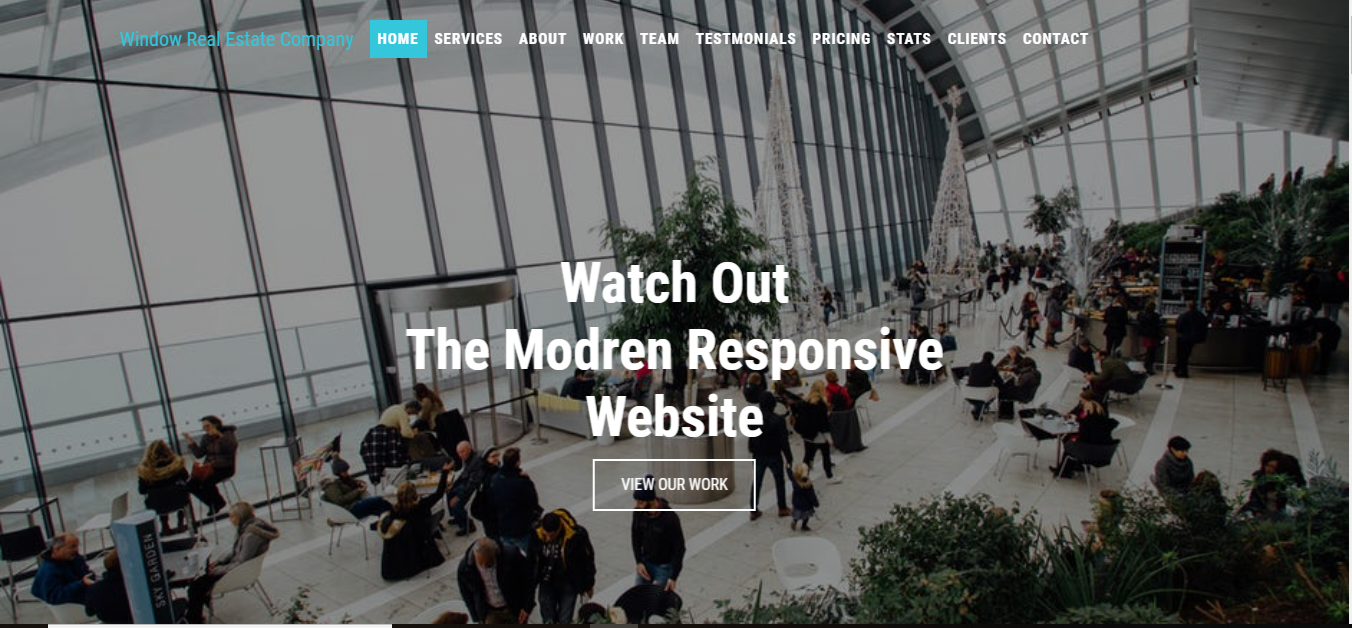 Window Real Estate Company
HOME SERVICES ABOUT WORK TEAM TESTMONIALS PRICING STATS CLIENTS CONTACT
Watch Out
The Modren Responsive
Website
VIEW OUR WORK
SKY GARDEN